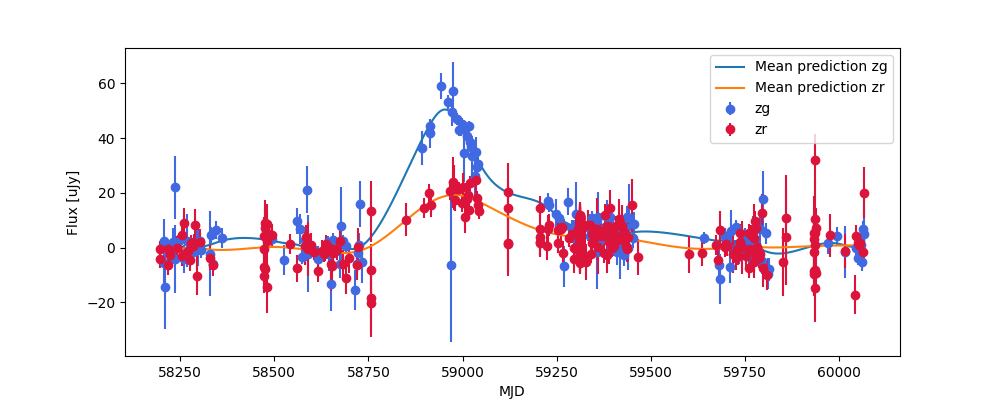 Mean prediction zg
Mean prediction zr
zg
zr
60
40
20
0
−20
Flux [uJy]
58250 58500 58750 59000 59250 59500 59750 60000
MJD